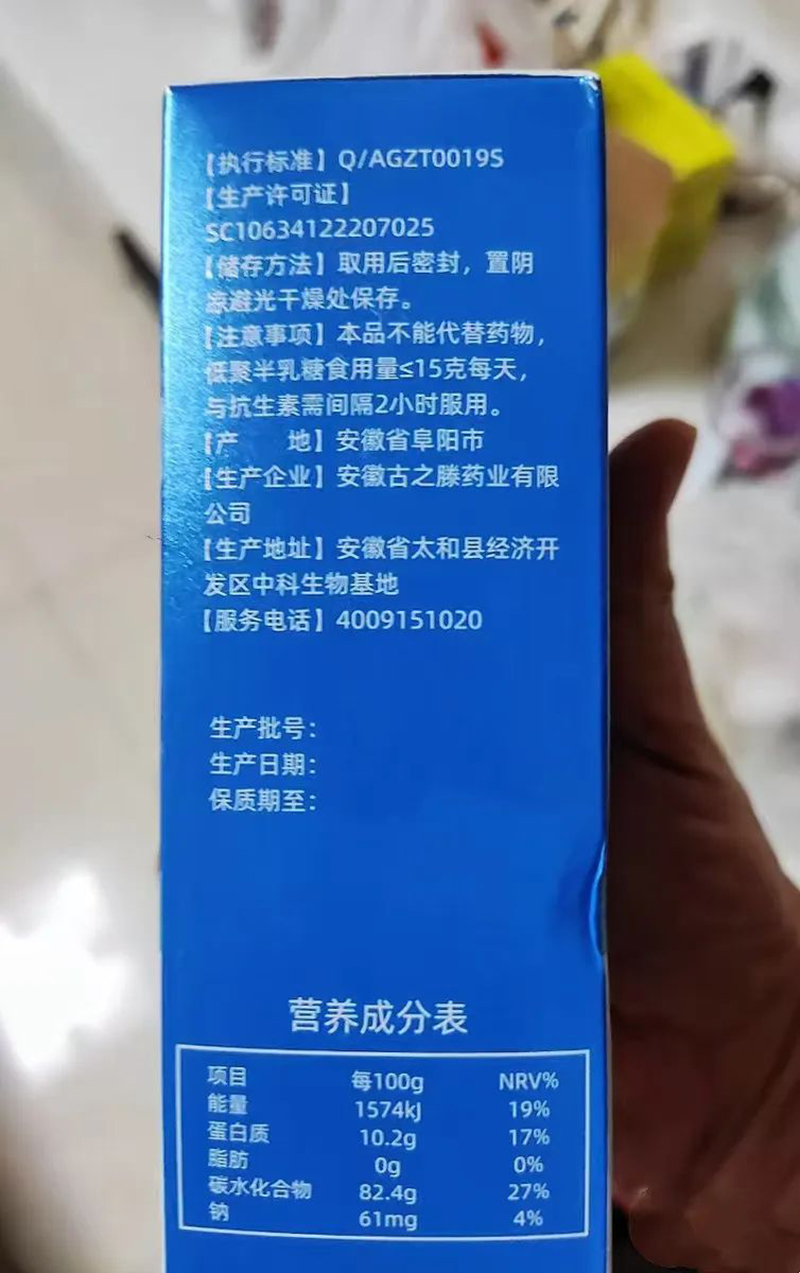 【执行标准】Q/AGZT0019S
【生产许可证】
SC10634122207025
【储存方法】取用后密封，置阴
凉避光干燥处保存。
【注意事项】本品不能代替药物，
低聚半乳糖食用量≤15克每天，
与抗生素需间隔2小时服用。
【产 地】安徽省阜阳市
【生产企业】安徽古之滕药业有限
公司
【生产地址】安徽省太和县经济开
发区中科生物基地
【服务电话】4009151020
生产批号：
生产日期：
保质期至：
营养成分表
项目 每100g NRV%
能量 1574kJ 19%
蛋白质 10.2g 17%
脂肪 0g 0%
碳水化合物 82.4g 27%
钠 61mg 4%